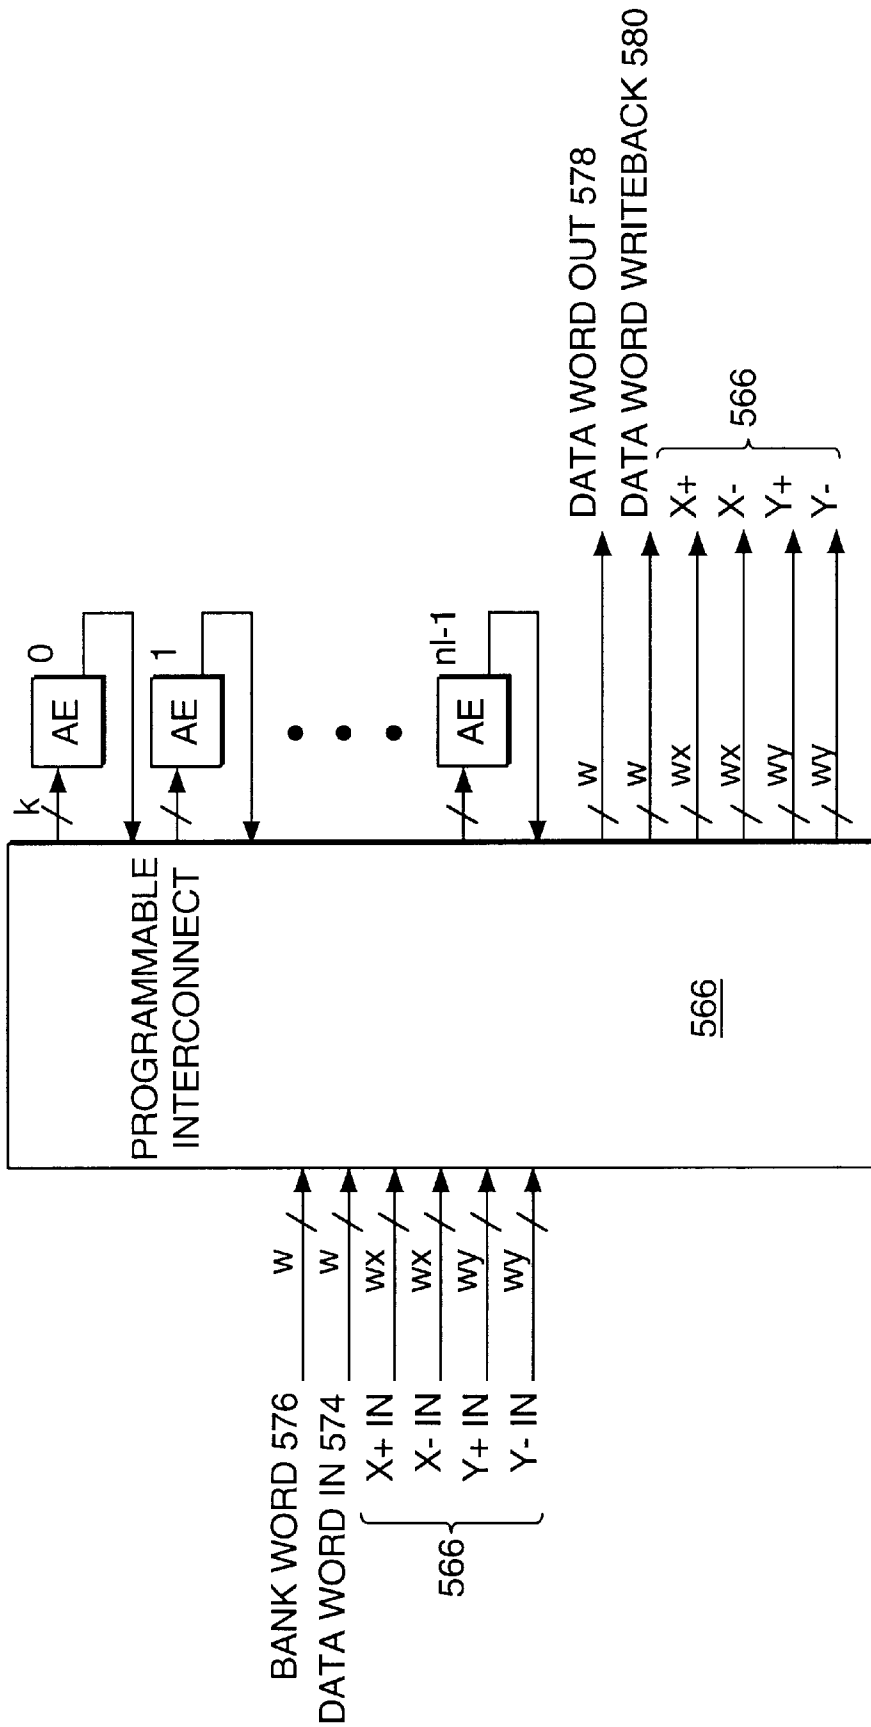 PROGRAMMABLE
INTERCONNECT
566
BANK WORD 576
DATA WORD IN 574
X+ IN
X- IN
Y+ IN
Y- IN
566
w
w
wx
wx
wy
wy
k
AE
0
AE
1
AE
nl-1
w
w
wx
wx
wy
wy
DATA WORD OUT 578
DATA WORD WRITEBACK 580
X+
X-
Y+
Y-
566